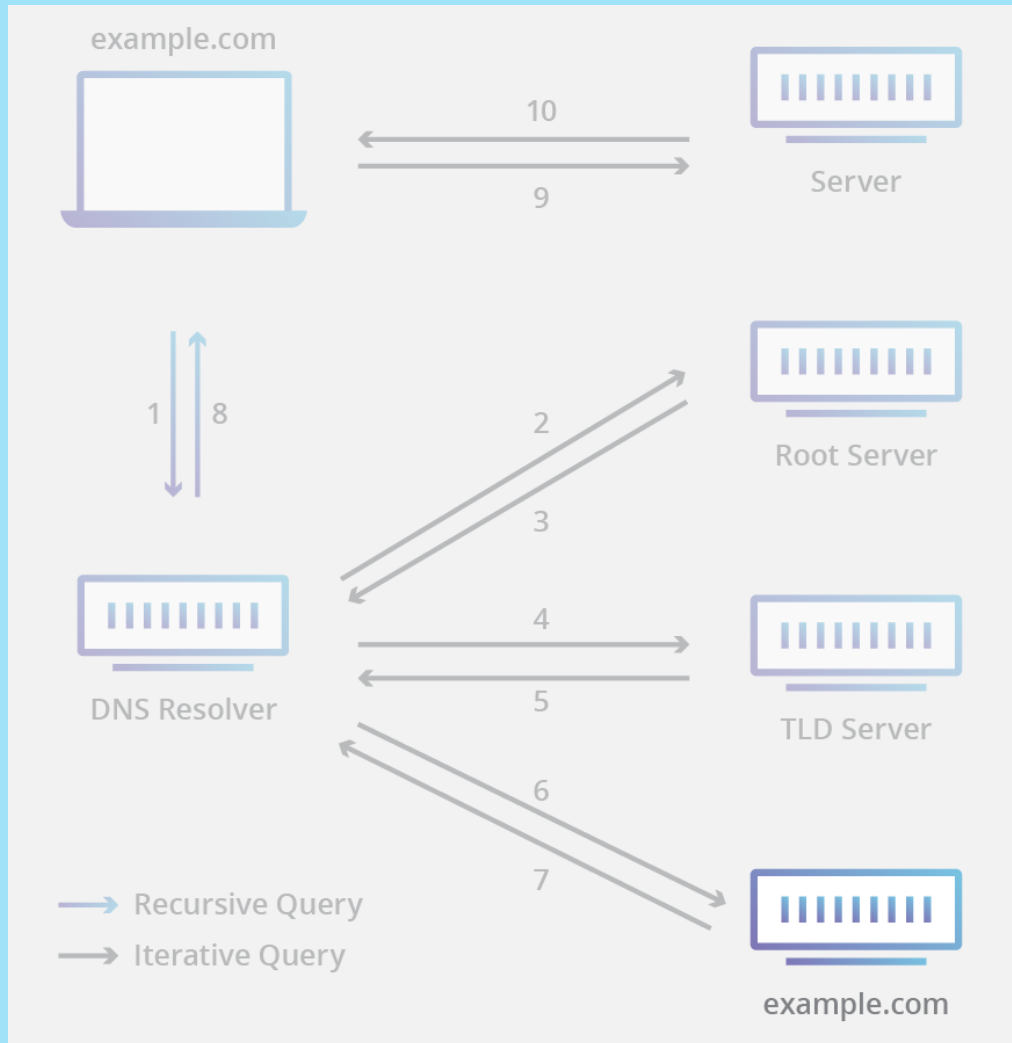 example.com
10
9
Server
1
8
2
3
Root Server
DNS Resolver
4
5
TLD Server
6
7
Recursive Query
Iterative Query
example.com